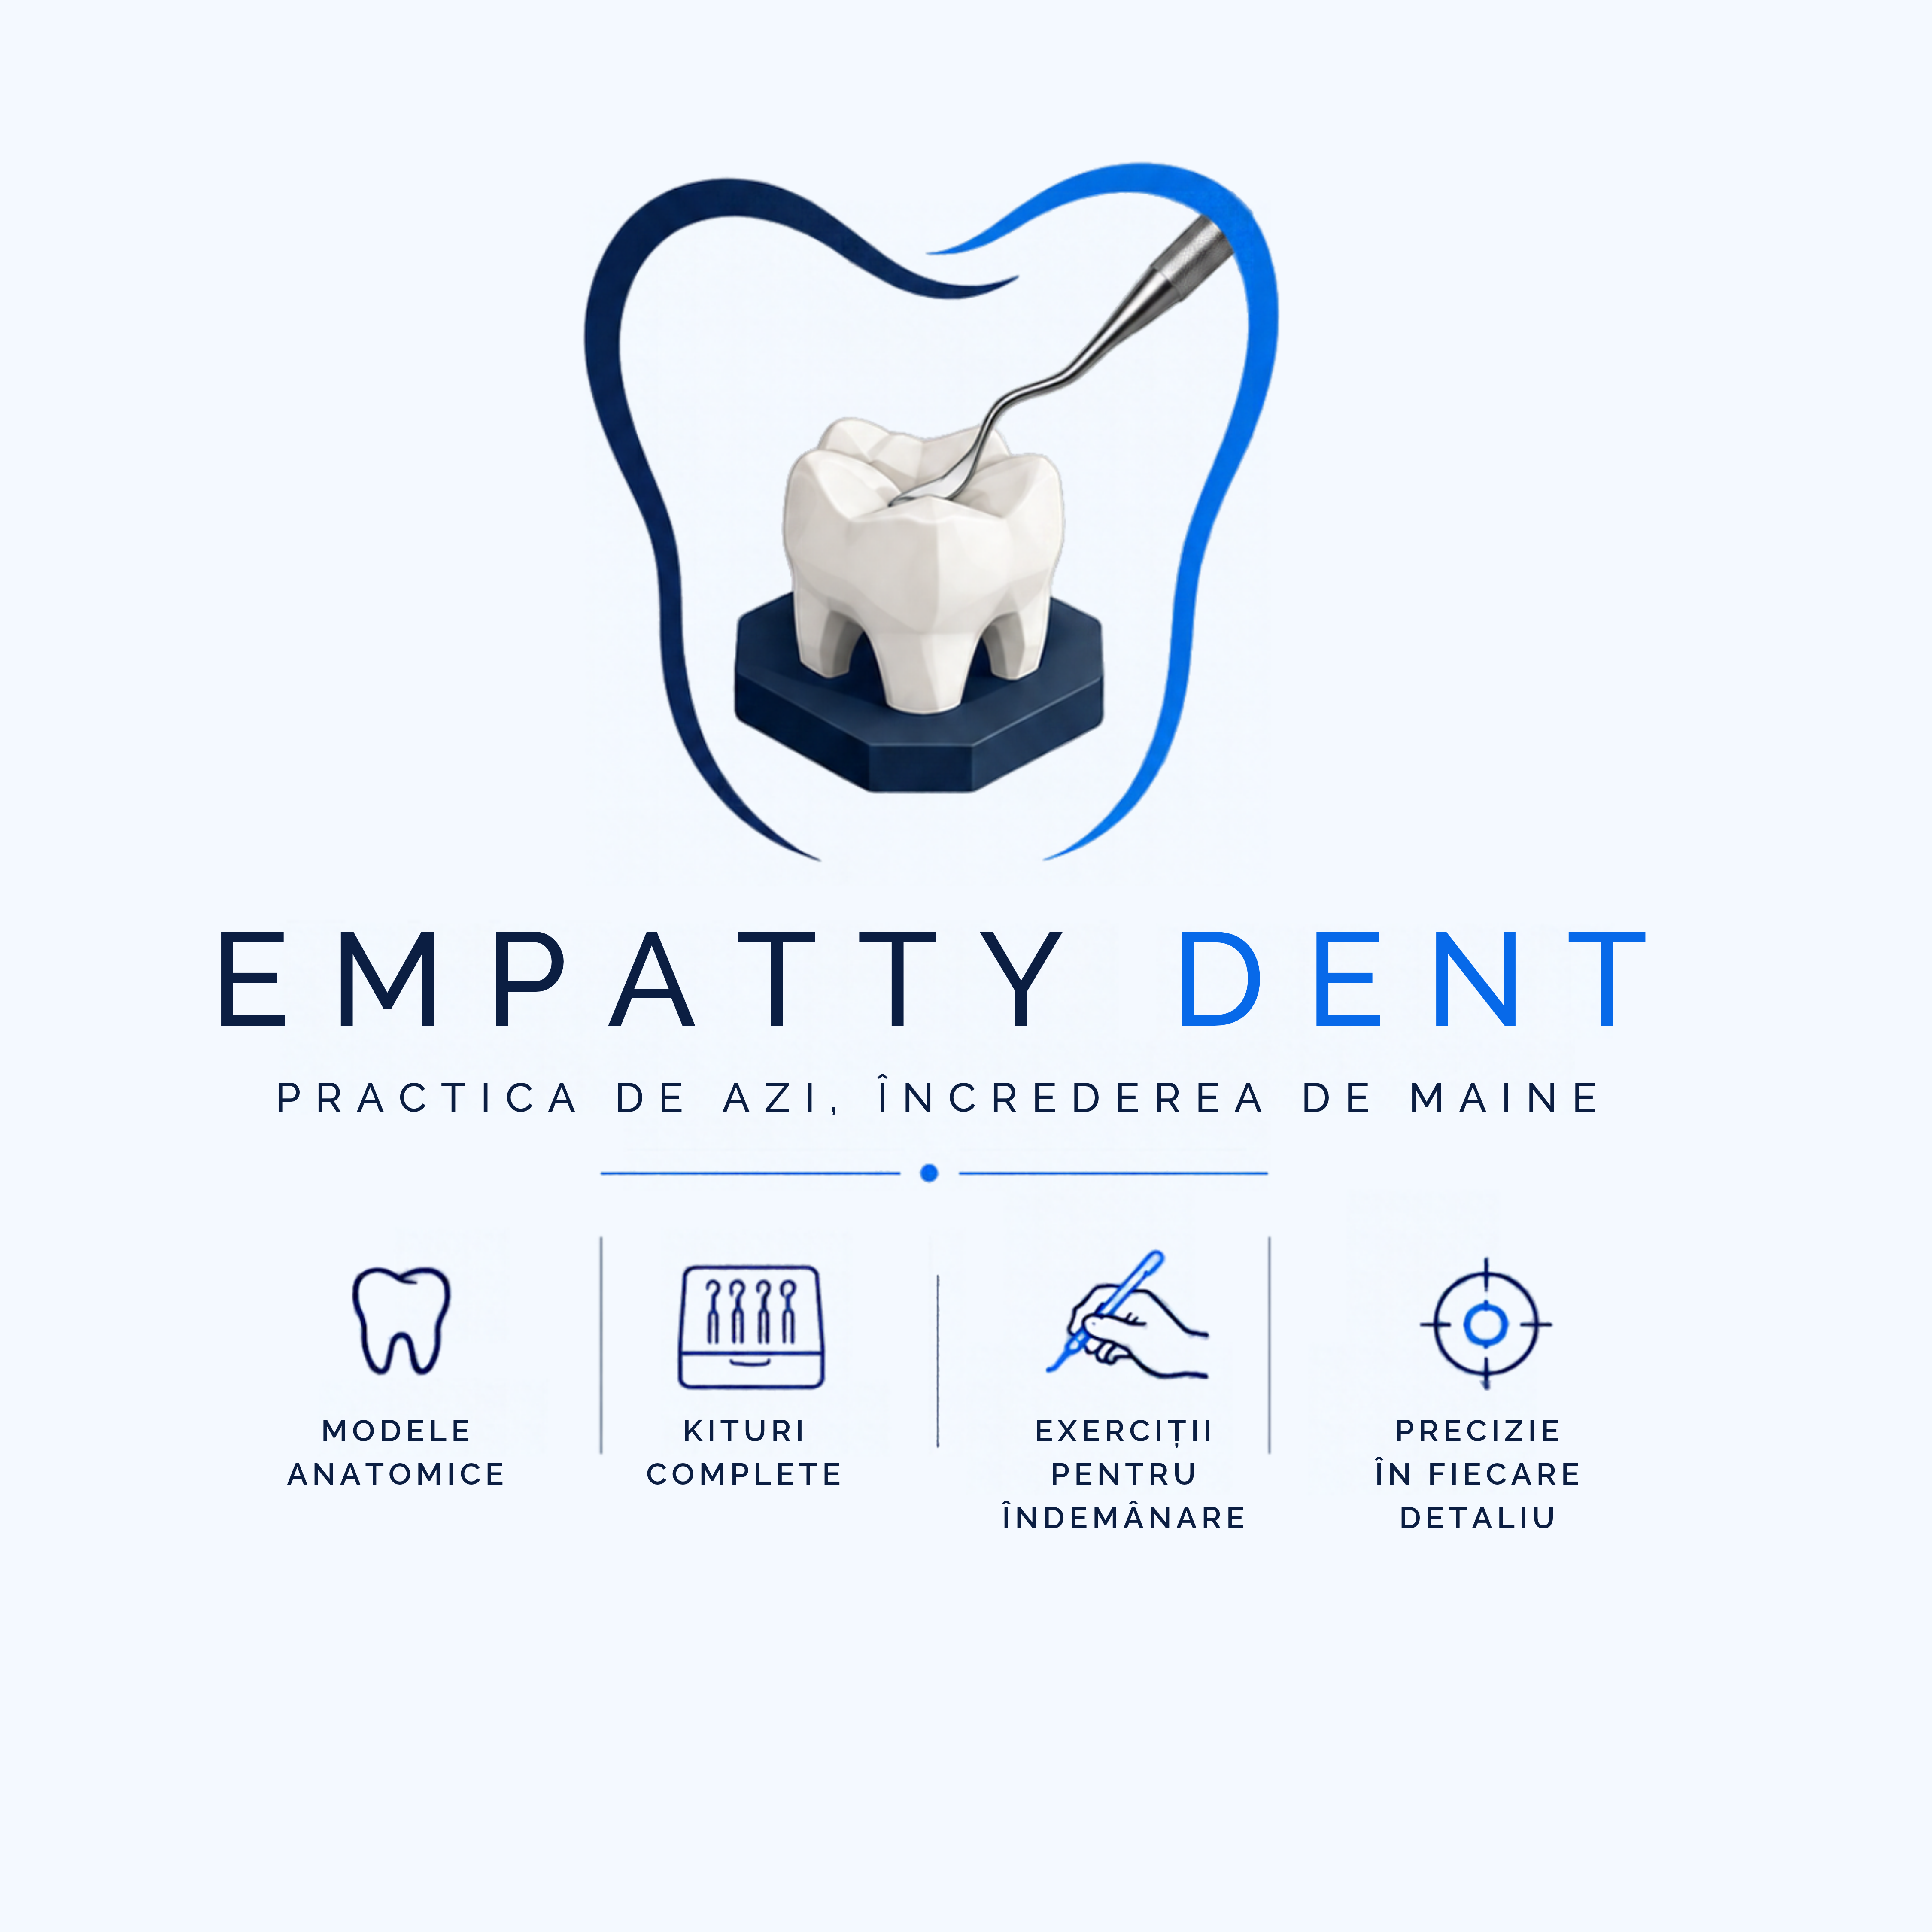 EMPATTY DENT
PRACTICA DE AZI, ÎNCREDEREA DE MAINE
MODELE
ANATOMICE
KITURI
COMPLETE
EXERCIȚII
PENTRU
ÎNDEMÂNARE
PRECIZIE
ÎN FIECARE
DETALIU